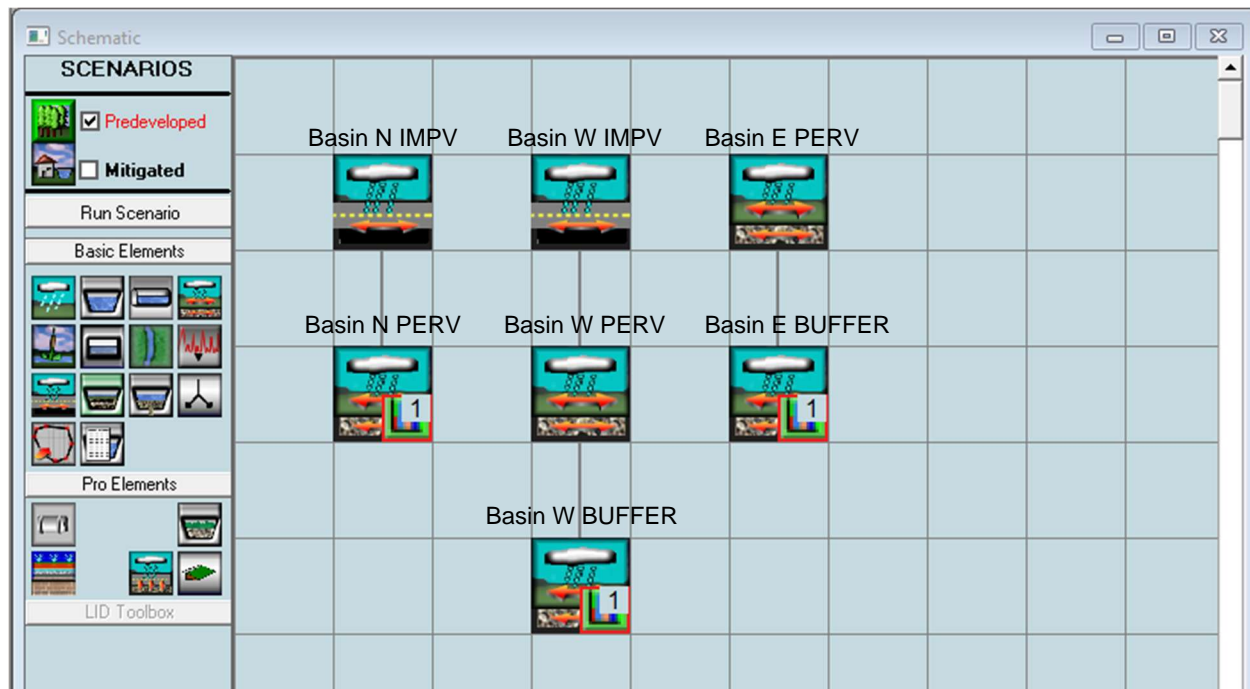 Schematic
SCENARIOS
Predeveloped
Mitigated
Run Scenario
Basic Elements
Pro Elements
LID Toolbox
Basin N IMPV
Basin W IMPV
Basin E PERV
Basin N PERV
Basin W PERV
Basin E BUFFER
1
1
Basin W BUFFER
1